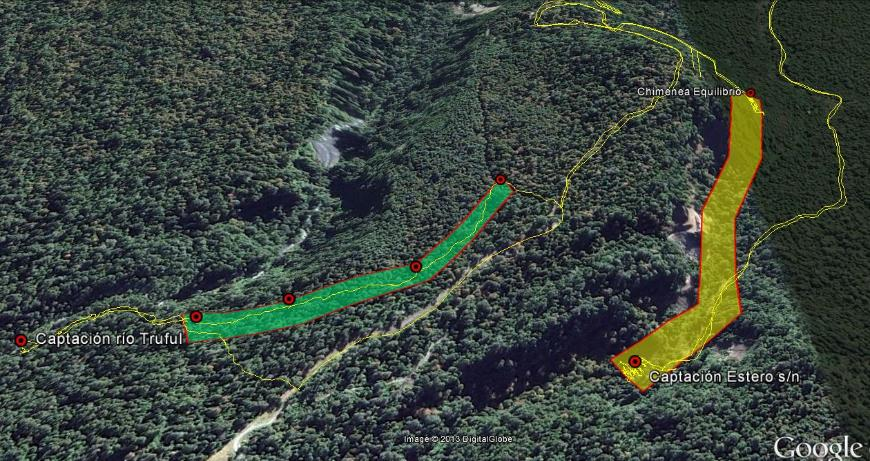 Chimenea Equilibrio
Captación río Truful
Captación Estero s/n
Image © 2013 DigitalGlobe
Google